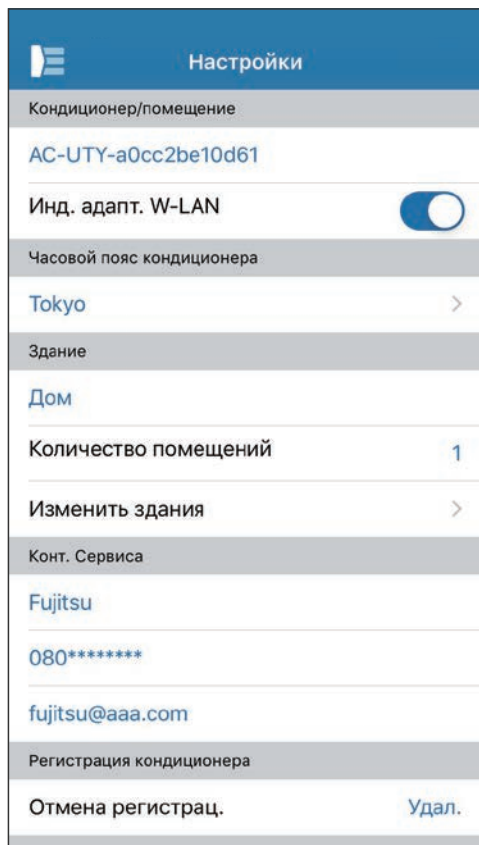 Настройки
Кондиционер/помещение
AC-UTY-a0cc2be10d61
Инд. адапт. W-LAN
Часовой пояс кондиционера
Tokyo
Здание
Дом
Количество помещений 1
Изменить здания
Конт. Сервиса
Fujitsu
080********
fujitsu@aaa.com
Регистрация кондиционера
Отмена регистрац. Удал.